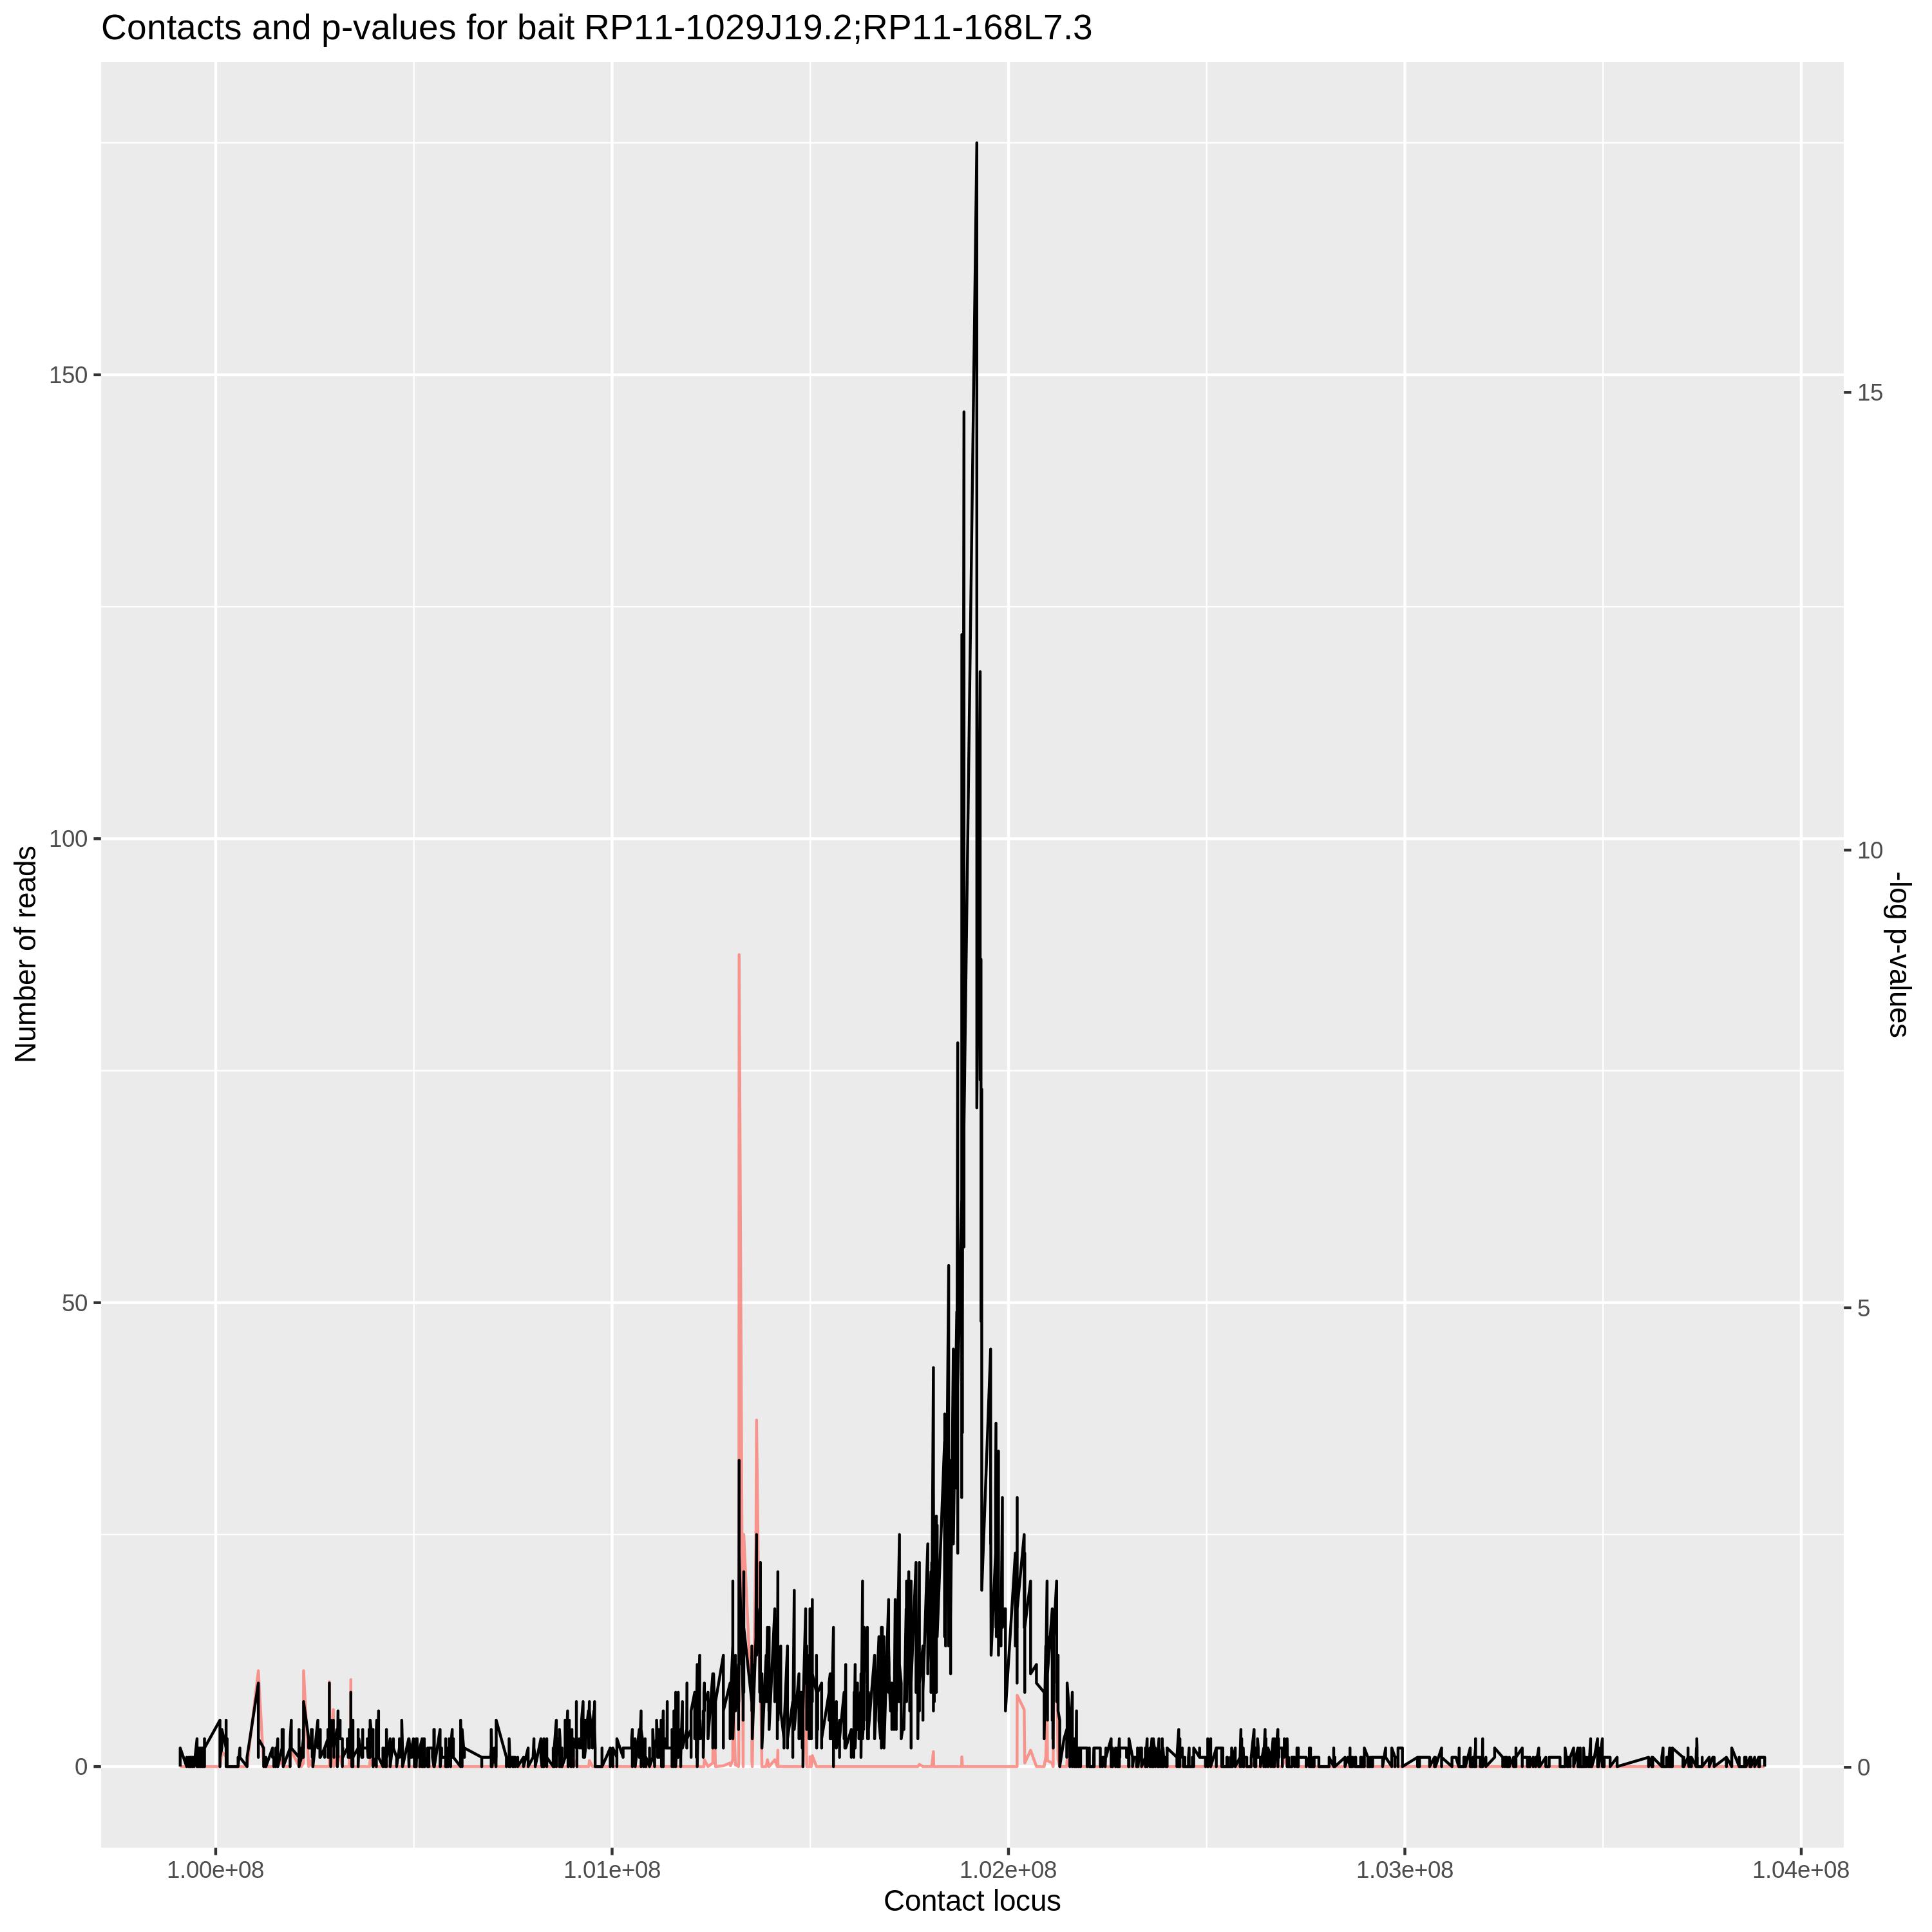 Contacts and p-values for bait RP11-1029J19.2;RP11-168L7.3
150
100
50
0
Number of reads
15
10
5
0
-log p-values
1.00e+08
1.01e+08
1.02e+08
1.03e+08
1.04e+08
Contact locus